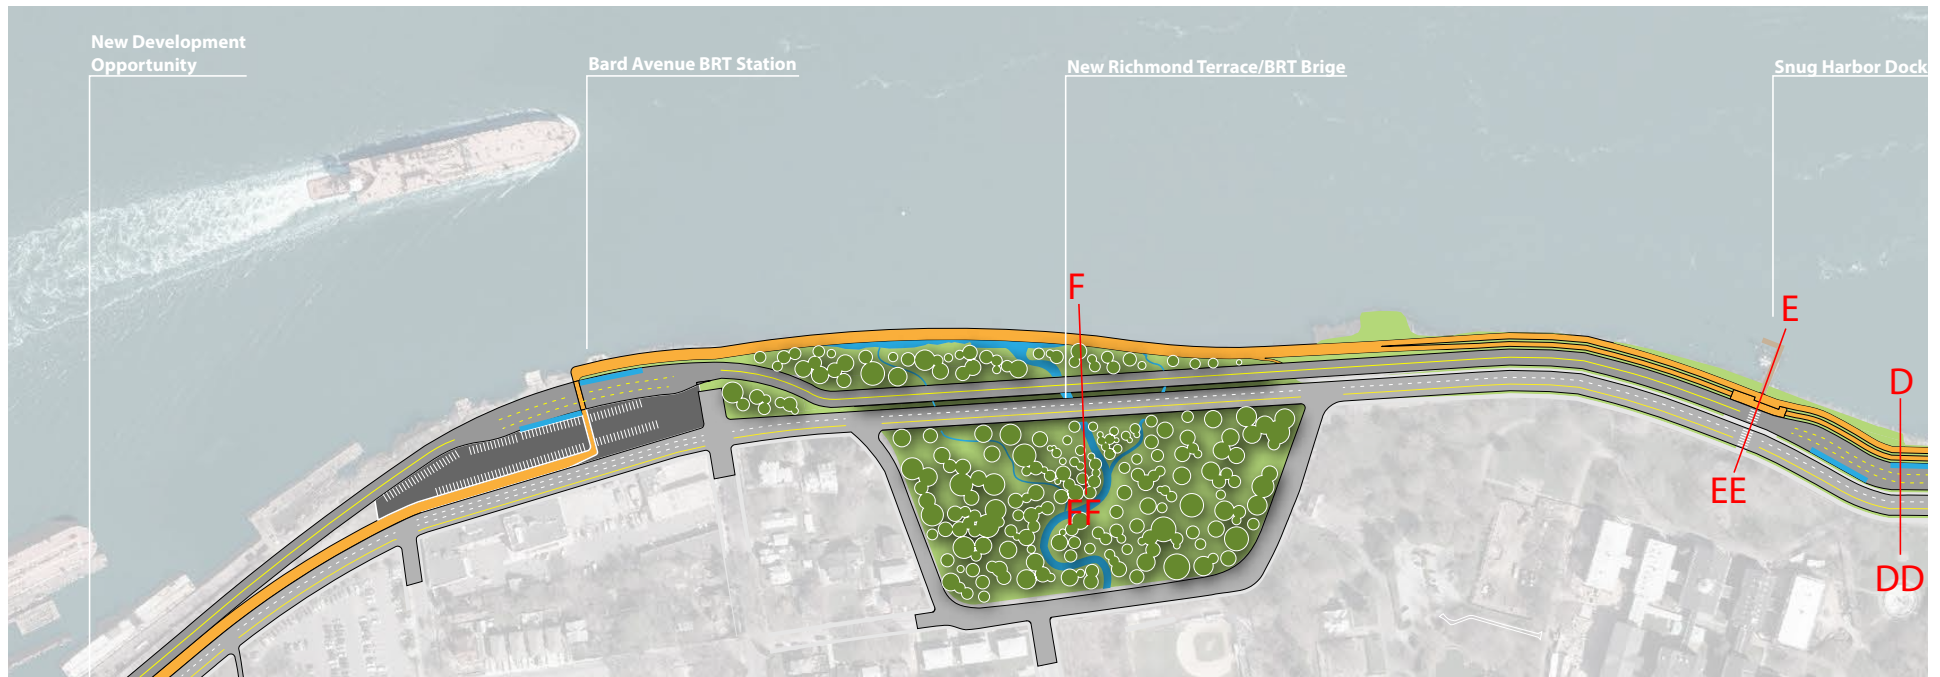 New Development
Opportunity
Bard Avenue BRT Station
New Richmond Terrace/BRT Brige
Snug Harbor Dock
F
E
D
EE
FF
DD